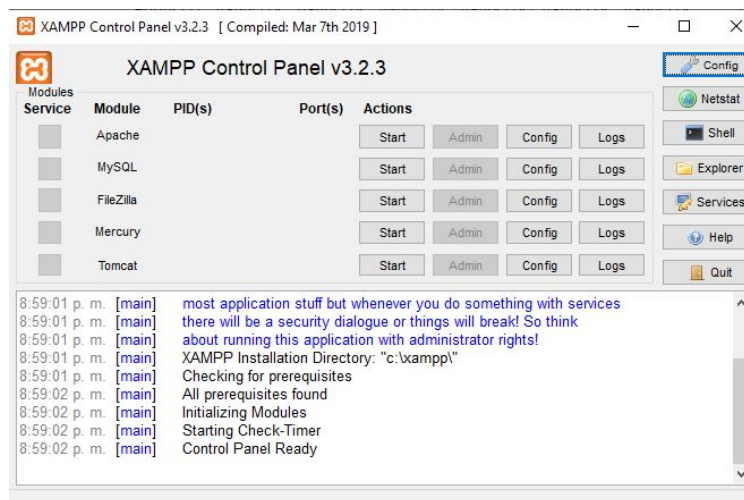 XAMPP Control Panel v3.2.3 [ Compiled: Mar 7th 2019 ]
XAMPP Control Panel v3.2.3
Config
Modules
Service Module PID(s) Port(s) Actions
Netstat
Apache Start Admin Config Logs
Shell
MySQL Start Admin Config Logs
Explorer
FileZilla Start Admin Config Logs
Services
Mercury Start Admin Config Logs
Help
Tomcat Start Admin Config Logs
Quit
8:59:01 p. m. [main] most application stuff but whenever you do something with services
8:59:01 p. m. [main] there will be a security dialogue or things will break! So think
8:59:01 p. m. [main] about running this application with administrator rights!
8:59:01 p. m. [main] XAMPP Installation Directory: "c:\xampp\"
8:59:01 p. m. [main] Checking for prerequisites
8:59:02 p. m. [main] All prerequisites found
8:59:02 p. m. [main] Initializing Modules
8:59:02 p. m. [main] Starting Check-Timer
8:59:02 p. m. [main] Control Panel Ready